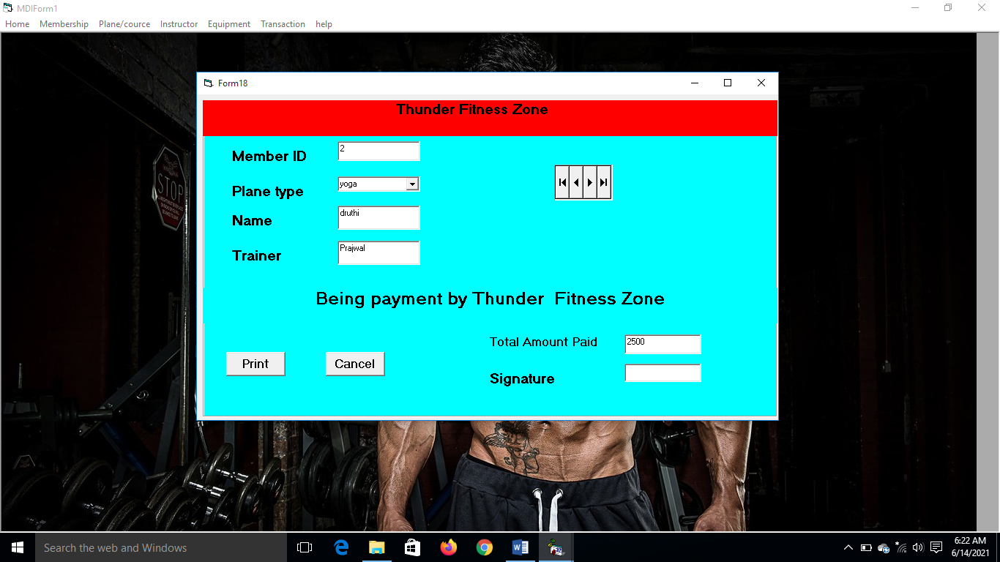 MDIForm1
Home Membership Plane/cource Instructor Equipment Transaction help
Form18
Thunder Fitness Zone
Member ID 2
Plane type yoga
Name druthi
Trainer Prajwal
Being payment by Thunder Fitness Zone
Total Amount Paid 2500
Print Cancel
Signature
STOP
Search the web and Windows
6:22 AM
6/14/2021